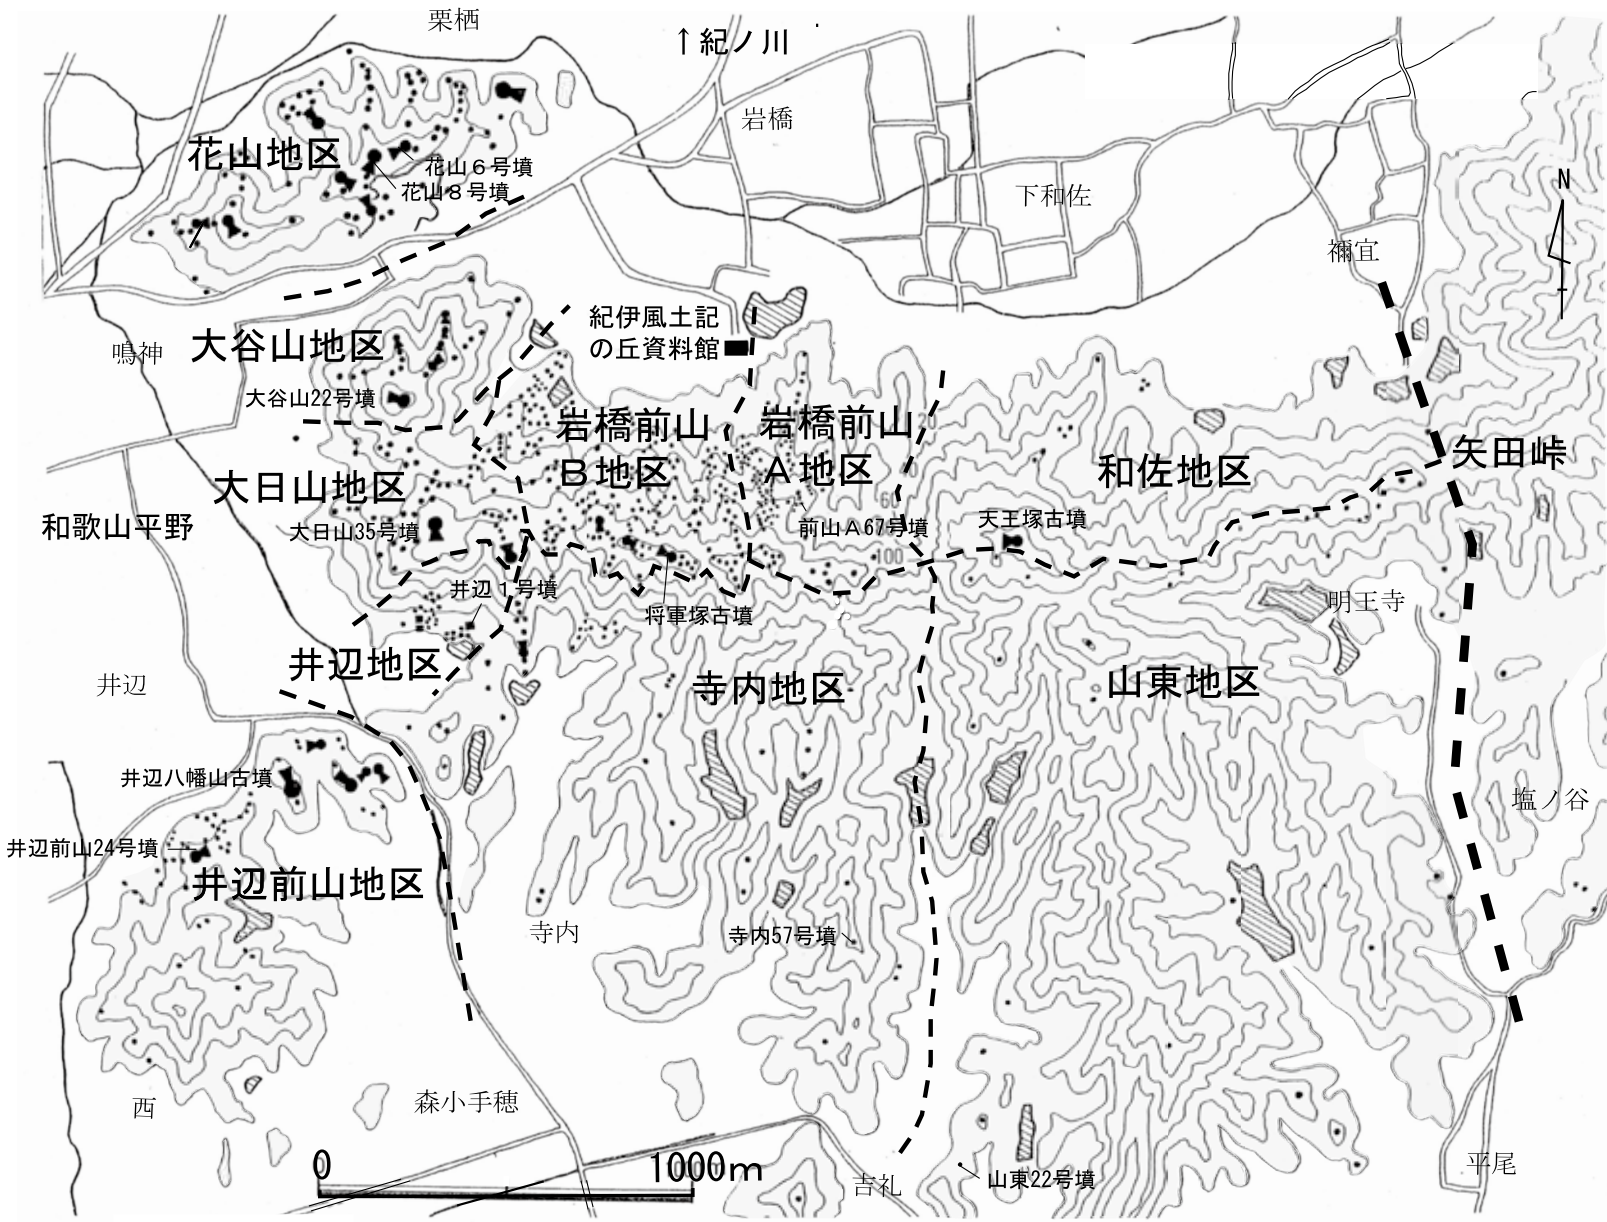 栗栖
↑紀ノ川
岩橋
花山地区
花山６号墳
花山８号墳
下和佐
N
禰宜
紀伊風土記
の丘資料館
鳴神
大谷山地区
大谷山22号墳
岩橋前山
Ｂ地区
岩橋前山
Ａ地区
和佐地区
矢田峠
大日山地区
60
和歌山平野
大日山35号墳
前山Ａ67号墳
天王塚古墳
100
井辺１号墳
将軍塚古墳
明王寺
井辺地区
井辺
寺内地区
山東地区
井辺八幡山古墳
塩ノ谷
井辺前山24号墳
井辺前山地区
寺内
寺内57号墳
西
森小手穂
0
1000m
吉礼
山東22号墳
平尾